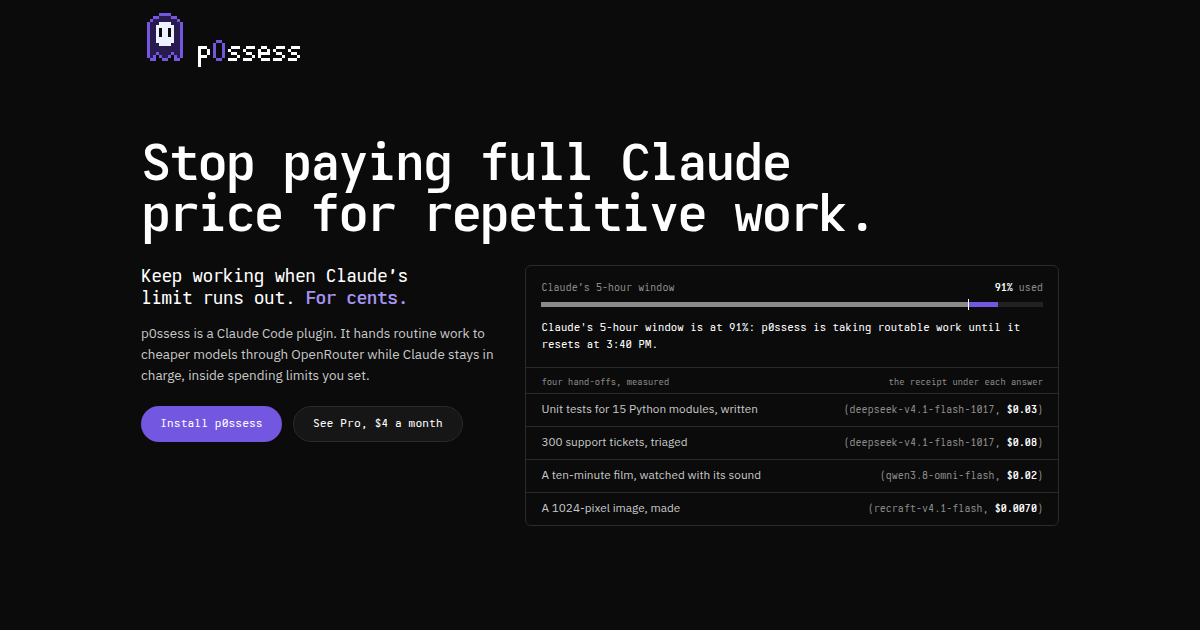 p0ssess
Stop paying full Claude
price for repetitive work.
Keep working when Claude's
limit runs out. For cents.
p0ssess is a Claude Code plugin. It hands routine work to
cheaper models through OpenRouter while Claude stays in
charge, inside spending limits you set.
Install p0ssess
See Pro, $4 a month
Claude's 5-hour window 91% used
Claude's 5-hour window is at 91%: p0ssess is taking routable work until it
resets at 3:40 PM.
four hand-offs, measured the receipt under each answer
Unit tests for 15 Python modules, written (deepseek-v4.1-flash-1017, $0.03)
300 support tickets, triaged (deepseek-v4.1-flash-1017, $0.08)
A ten-minute film, watched with its sound (qwen3.8-omni-flash, $0.02)
A 1024-pixel image, made (recraft-v4.1-flash, $0.0070)